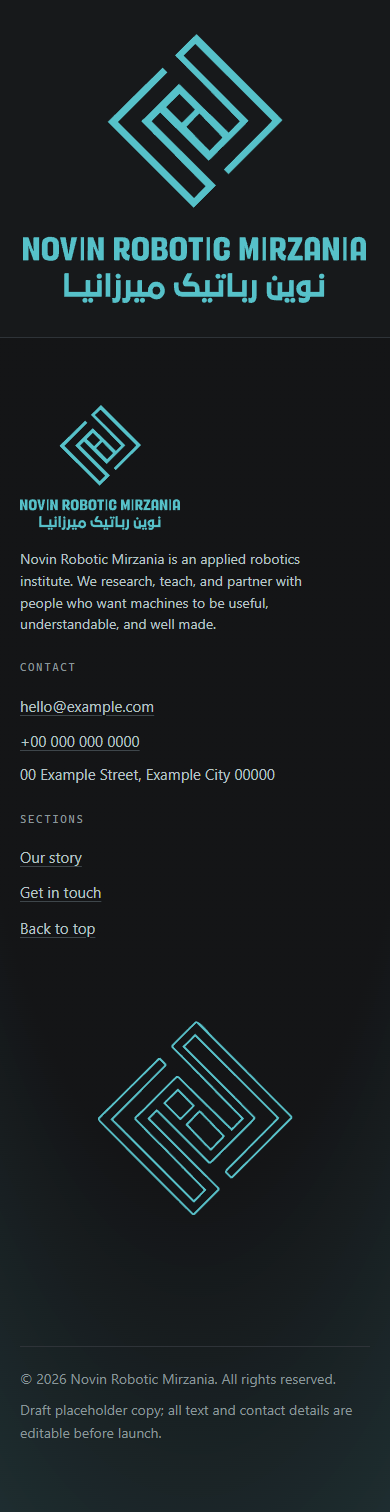 NOVIN ROBOTIC MIRZANIA
نوین رباتیک میرزانیا
NOVIN ROBOTIC MIRZANIA
نوین رباتیک میرزانیا
Novin Robotic Mirzania is an applied robotics
institute. We research, teach, and partner with
people who want machines to be useful,
understandable, and well made.
CONTACT
hello@example.com
+00 000 000 0000
00 Example Street, Example City 00000
SECTIONS
Our story
Get in touch
Back to top
© 2026 Novin Robotic Mirzania. All rights reserved.
Draft placeholder copy; all text and contact details are
editable before launch.